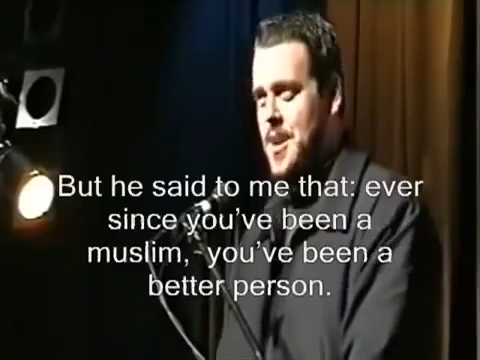 But he said to me that: ever
since you've been a
muslim,  you've been a
better person.